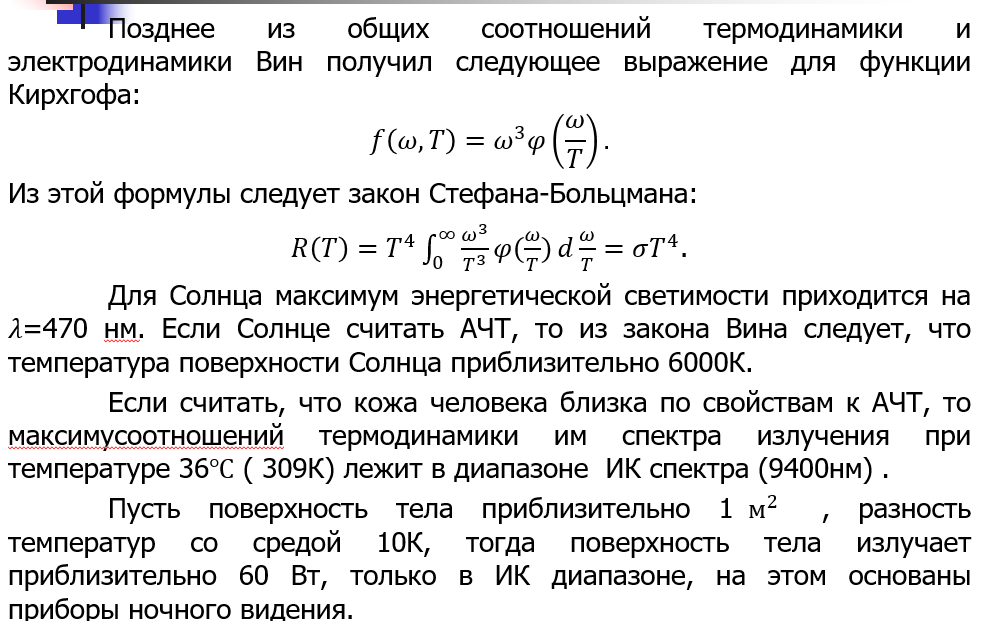 Позднее из общих соотношений термодинамики и
электродинамики Вин получил следующее выражение для функции
Кирхгофа:
f(ω, T) = ω³φ(ω/T).
Из этой формулы следует закон Стефана-Больцмана:
R(T) = T⁴ ∫₀^∞ ω³/T³ φ(ω/T) d ω/T = σT⁴.
Для Солнца максимум энергетической светимости приходится на
λ=470 нм. Если Солнце считать АЧТ, то из закона Вина следует, что
температура поверхности Солнца приблизительно 6000К.
Если считать, что кожа человека близка по свойствам к АЧТ, то
максимусоотношений термодинамики им спектра излучения при
температуре 36°С ( 309К) лежит в диапазоне ИК спектра (9400нм) .
Пусть поверхность тела приблизительно 1 м² , разность
температур со средой 10К, тогда поверхность тела излучает
приблизительно 60 Вт, только в ИК диапазоне, на этом основаны
приборы ночного видения.